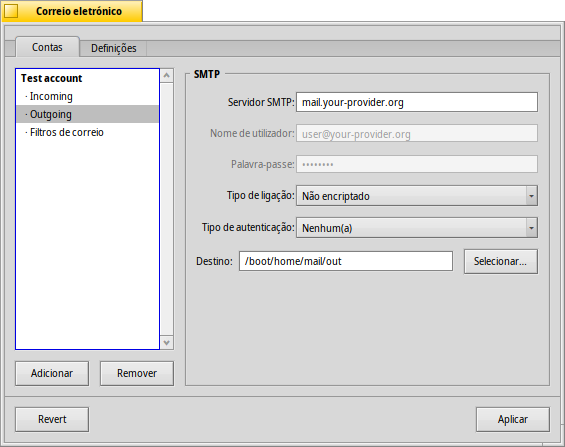 Correio eletrónico
Contas
Definições
Test account
· Incoming
· Outgoing
· Filtros de correio
SMTP
Servidor SMTP: mail.your-provider.org
Nome de utilizador: user@your-provider.org
Palavra-passe: ••••••••
Tipo de ligação: Não encriptado
Tipo de autenticação: Nenhum(a)
Destino: /boot/home/mail/out Selecionar...
Adicionar
Remover
Revert
Aplicar